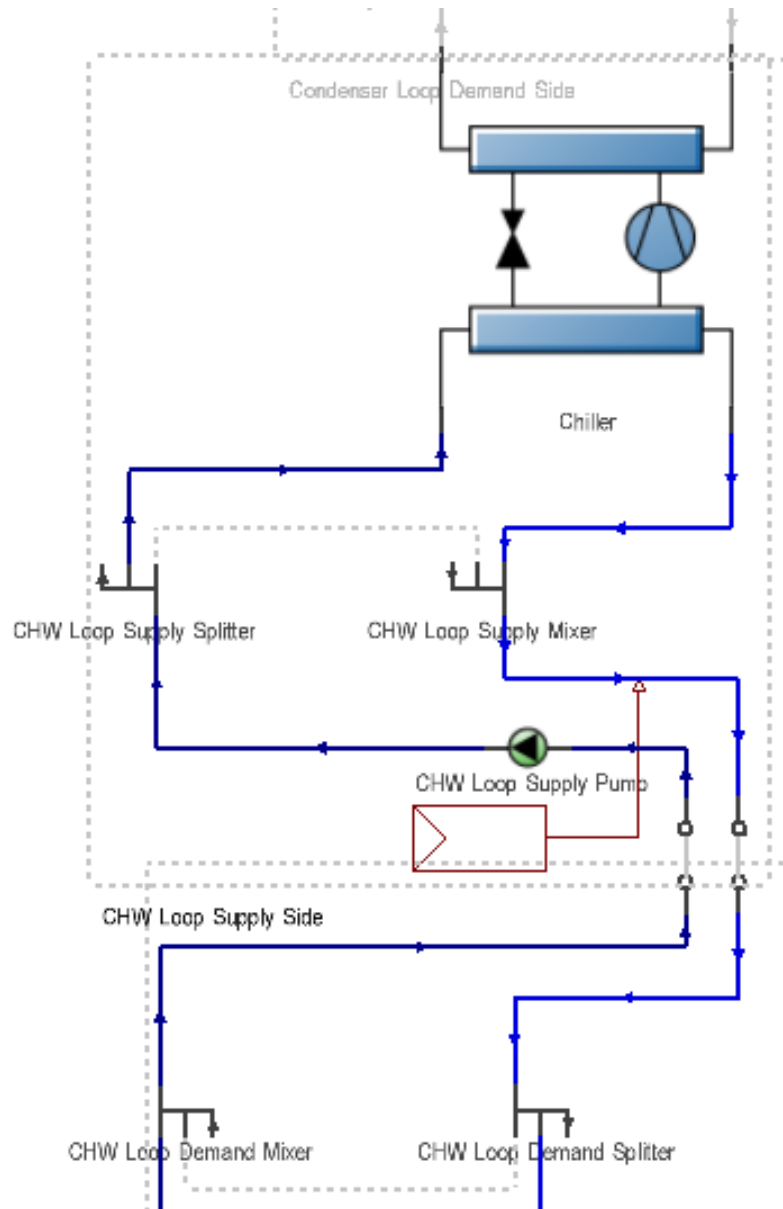 Condenser Loop Demand Side
Chiller
CHW Loop Supply Splitter
CHW Loop Supply Mixer
CHW Loop Supply Pump
CHW Loop Supply Side
CHW Loop Demand Mixer
CHW Loop Demand Splitter